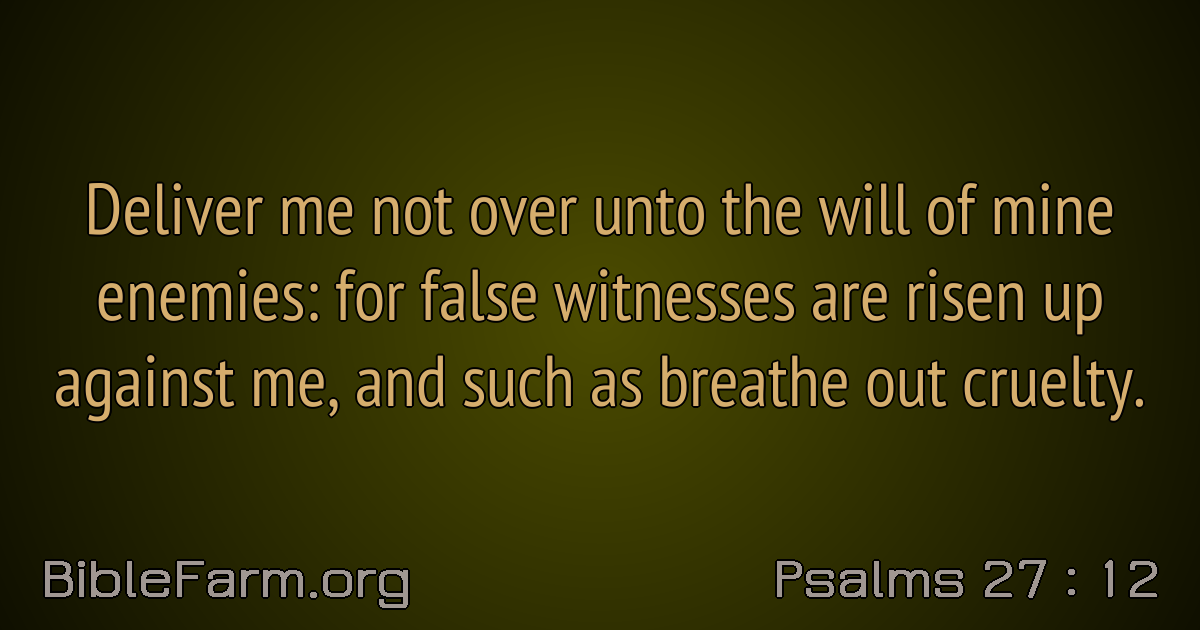 Deliver me not over unto the will of mine
enemies: for false witnesses are risen up
against me, and such as breathe out cruelty.
BibleFarm.org
Psalms 27 : 12